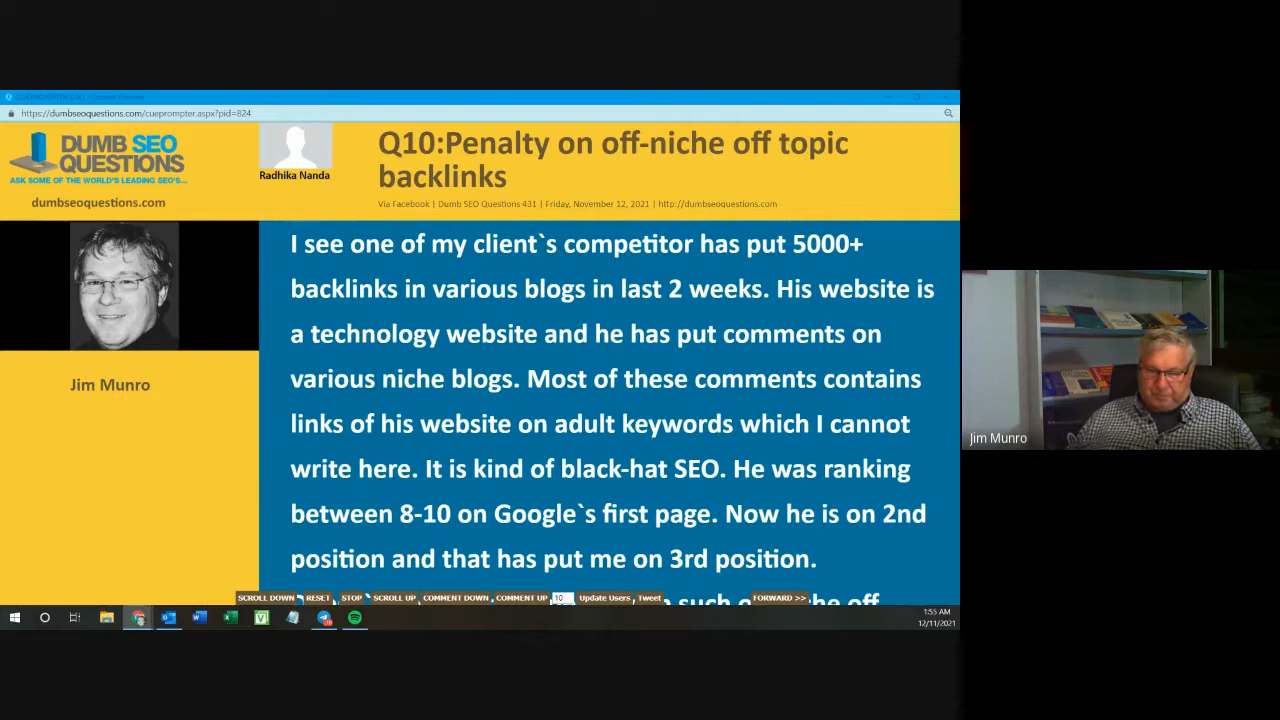 https://dumbseoquestions.com/cueprompter.aspx?pid=824
DUMB SEO
QUESTIONS
ASK SOME OF THE WORLD'S LEADING SEO'S...
dumbseoquestions.com
Radhika Nanda
Q10:Penalty on off-niche off topic
backlinks
Via Facebook | Dumb SEO Questions 431 | Friday, November 12, 2021 | http://dumbseoquestions.com
Jim Munro
I see one of my client`s competitor has put 5000+
backlinks in various blogs in last 2 weeks. His website is
a technology website and he has put comments on
various niche blogs. Most of these comments contains
links of his website on adult keywords which I cannot
write here. It is kind of black-hat SEO. He was ranking
between 8-10 on Google`s first page. Now he is on 2nd
position and that has put me on 3rd position.
such off
SCROLL DOWN RESET STOP SCROLL UP COMMENT DOWN COMMENT UP 10 Update Users Tweet FORWARD >>
1:55 AM
12/11/2021
Jim Munro